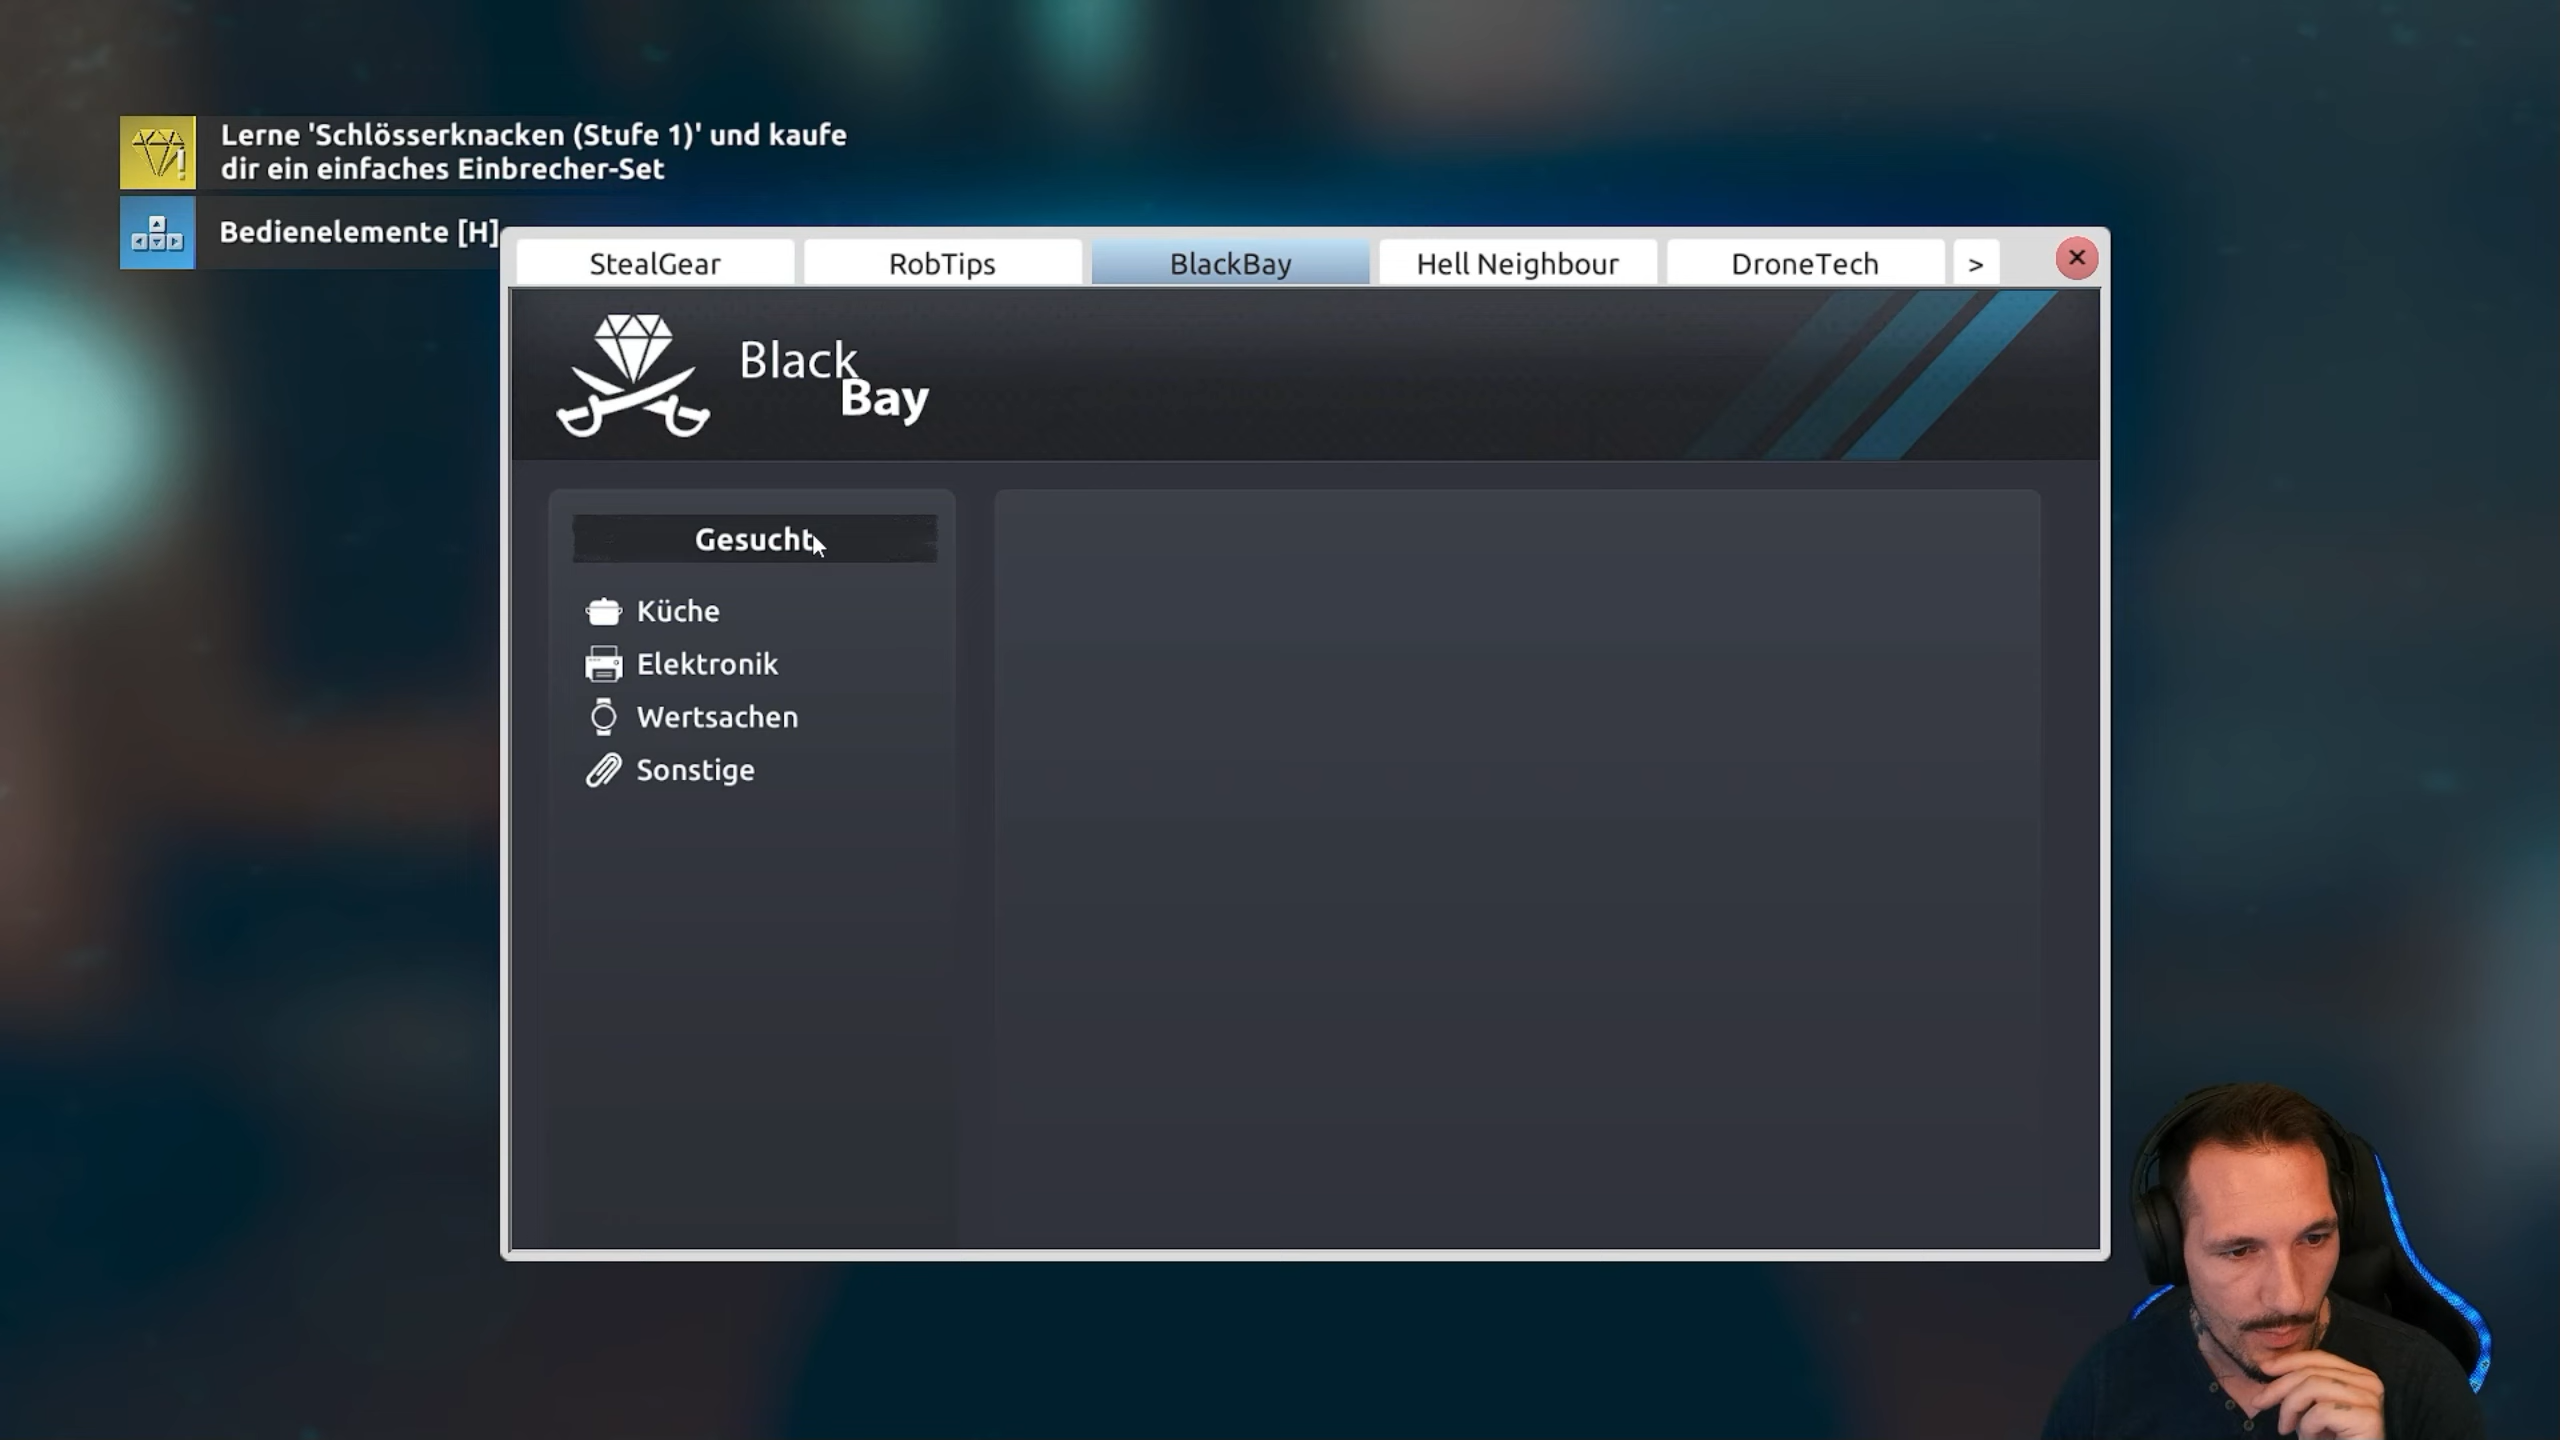 Lerne 'Schlösserknacken (Stufe 1)' und kaufe
dir ein einfaches Einbrecher-Set
Bedienelemente [H]
StealGear
RobTips
BlackBay
Hell Neighbour
DroneTech
>
Black
Bay
Gesucht
Küche
Elektronik
Wertsachen
Sonstige